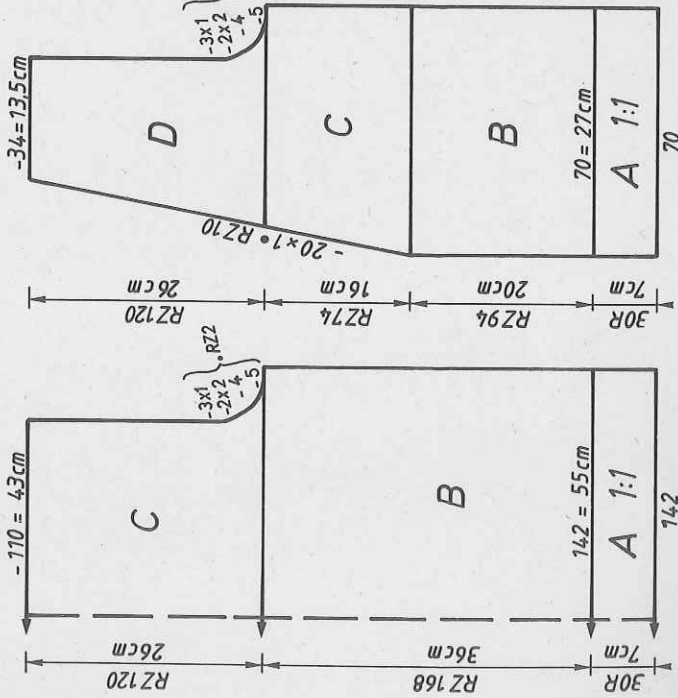 -34=13,5cm
-3x1
-2x2
-4
-5
D
C
B
70=27cm
A 1:1
70
-20x1•RZ10
RZ120
26cm
RZ74
16cm
RZ94
20cm
30R
7cm
-110= 43cm
-3x1
-2x2
-4
-5
•RZ2
C
B
142 = 55cm
A 1:1
142
RZ120
26cm
RZ168
36cm
30R
7cm